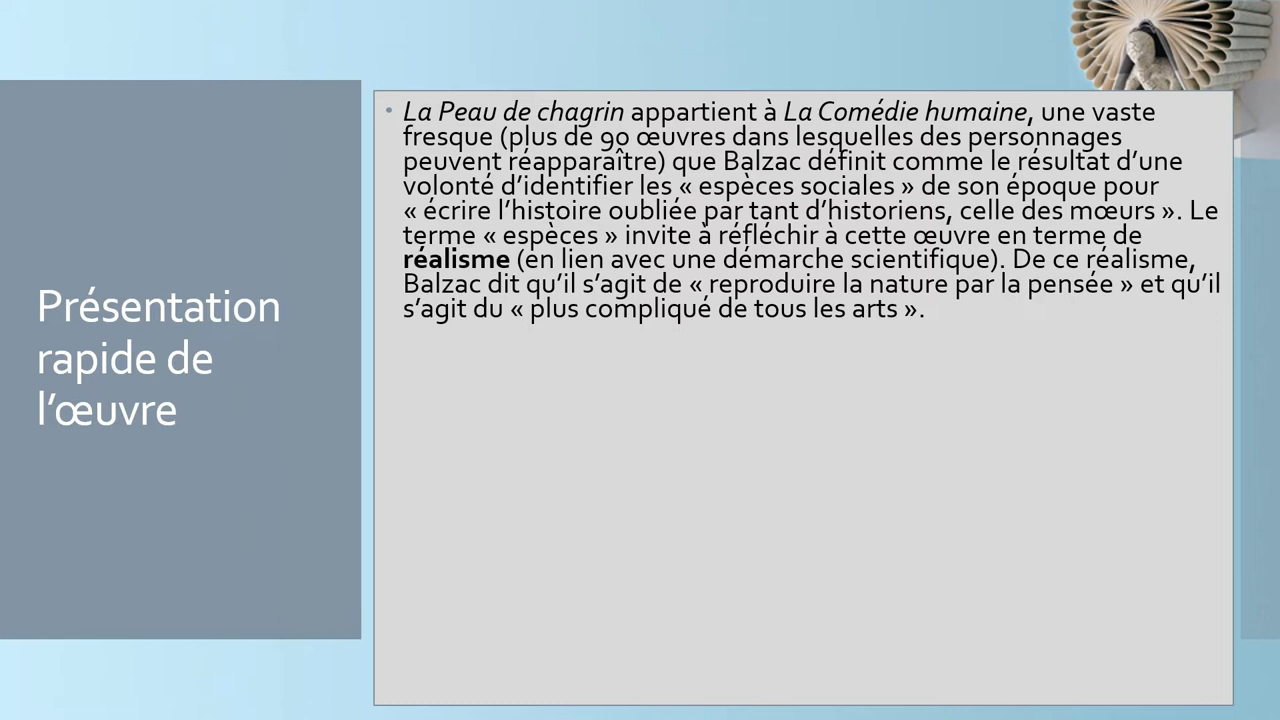 Présentation
rapide de
l’œuvre
• La Peau de chagrin appartient à La Comédie humaine, une vaste
fresque (plus de 90 œuvres dans lesquelles des personnages
peuvent réapparaître) que Balzac définit comme le résultat d’une
volonté d’identifier les « espèces sociales » de son époque pour
« écrire l’histoire oubliée par tant d’historiens, celle des mœurs ». Le
terme « espèces » invite à réfléchir à cette œuvre en terme de
réalisme (en lien avec une démarche scientifique). De ce réalisme,
Balzac dit qu’il s’agit de « reproduire la nature par la pensée » et qu’il
s’agit du « plus compliqué de tous les arts ».